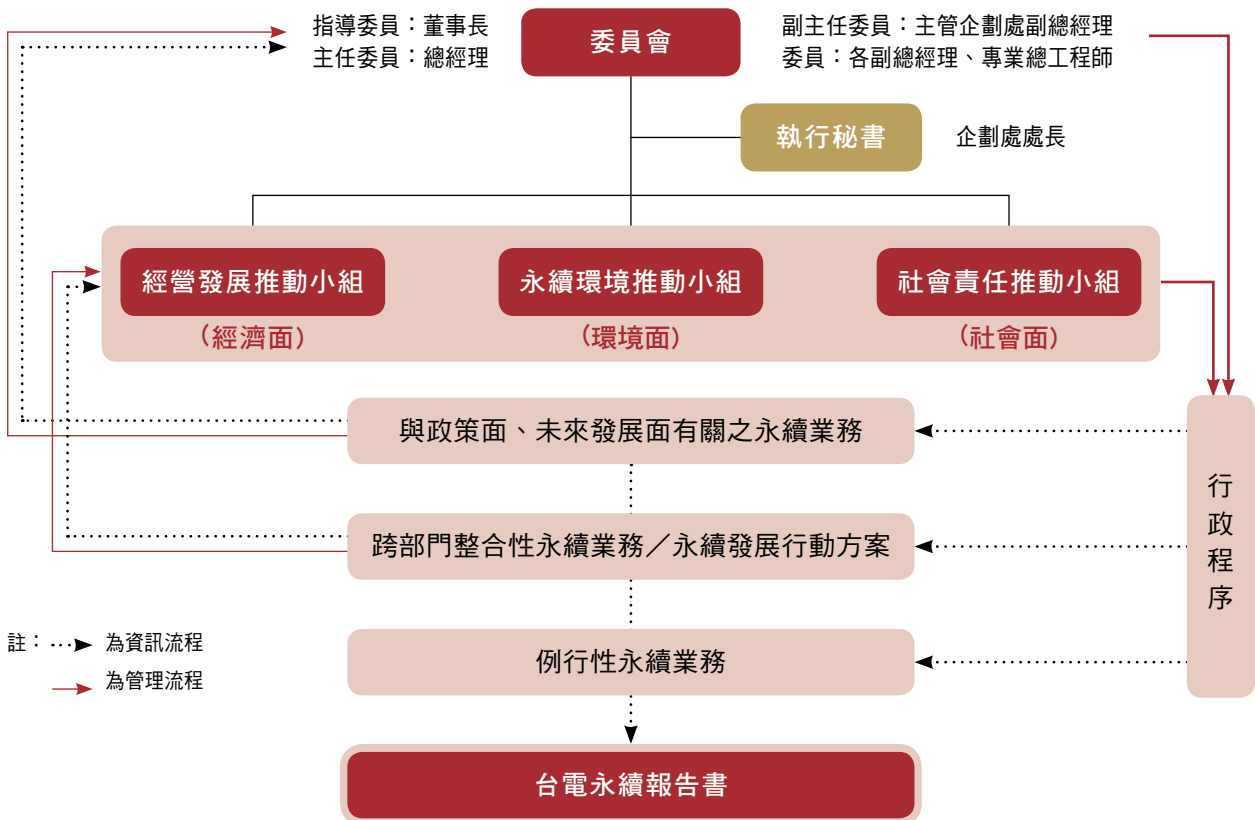 指導委員：董事長
主任委員：總經理
委員會
副主任委員：主管企劃處副總經理
委員：各副總經理、專業總工程師
執行秘書
企劃處處長
經營發展推動小組
（經濟面）
永續環境推動小組
（環境面）
社會責任推動小組
（社會面）
與政策面、未來發展面有關之永續業務
跨部門整合性永續業務／永續發展行動方案
例行性永續業務
台電永續報告書
行政程序
註：
為資訊流程
為管理流程